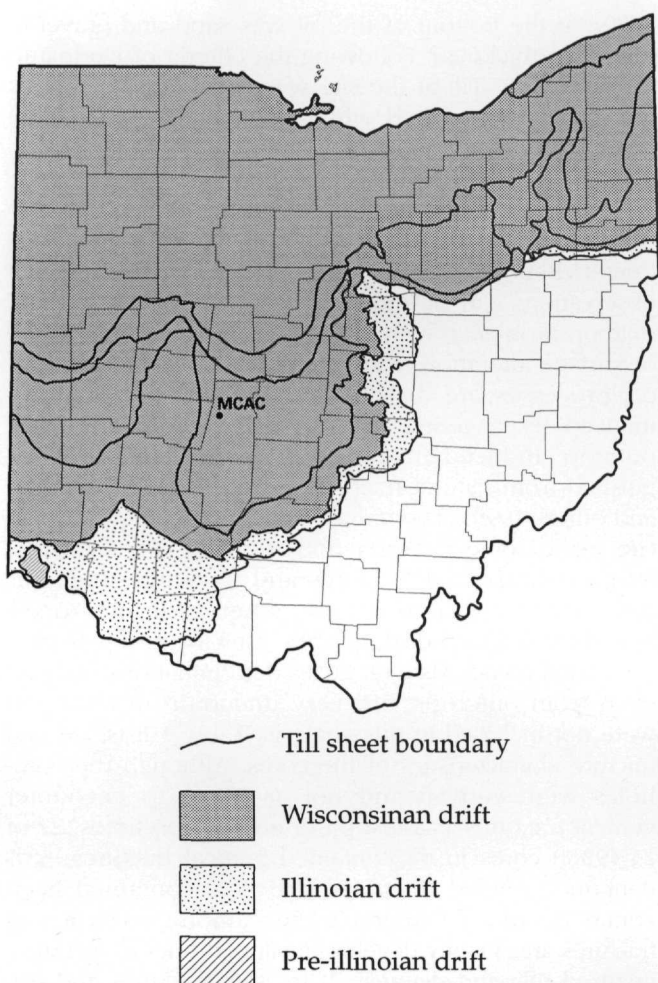 MCAC
Till sheet boundary
Wisconsinan drift
Illinoian drift
Pre-illinoian drift